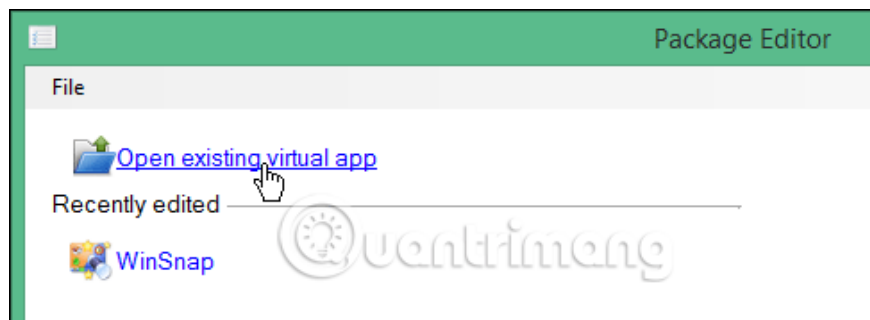 Package Editor
File
Open existing virtual app
Recently edited
WinSnap
Quantrimang